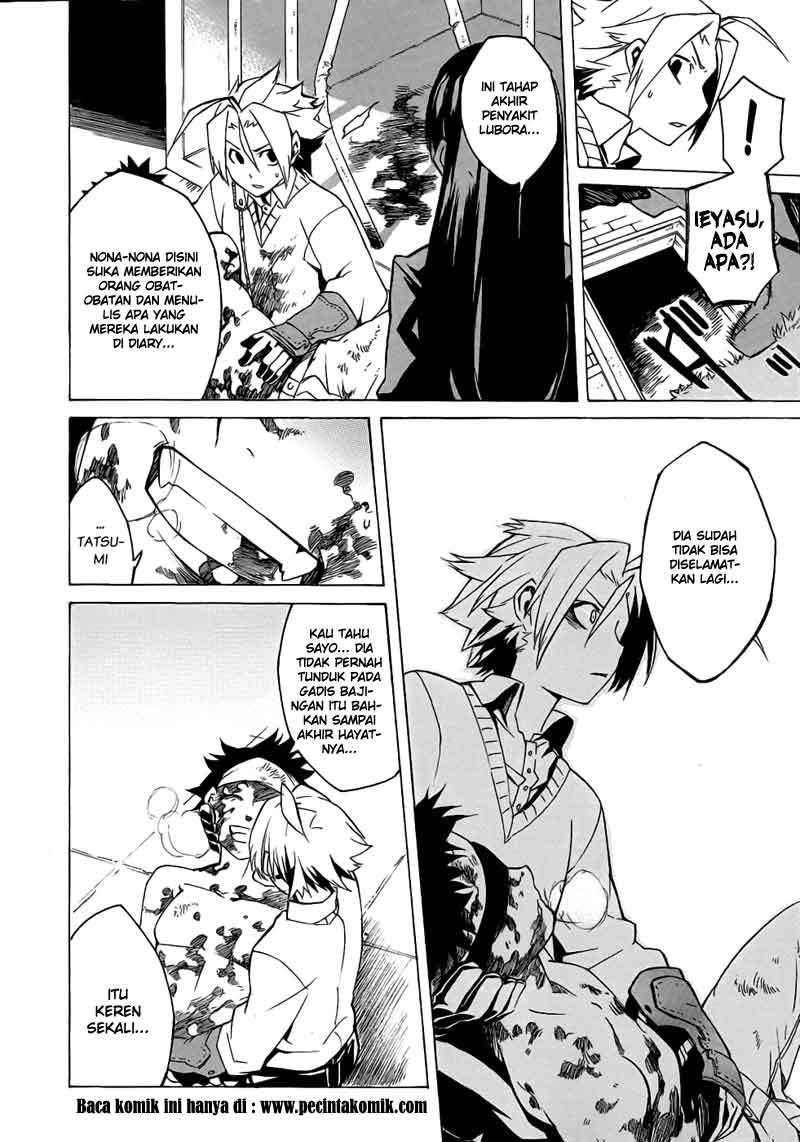 !
IEYASU,
ADA
APA?!
INI TAHAP
AKHIR
PENYAKIT
LUBORA...
NONA-NONA DISINI
SUKA MEMBERIKAN
ORANG OBAT-
OBATAN DAN MENU-
LIS APA YANG
MEREKA LAKUKAN
DI DIARY...
DIA SUDAH
TIDAK BISA
DISELAMAT-
KAN LAGI...
...
TATSU-
MI
KAU TAHU
SAYO... DIA
TIDAK PERNAH
TUNDUK PADA
GADIS BAJI-
NGAN ITU BAH-
KAN SAMPAI
AKHIR HAYAT-
NYA...
ITU
KEREN
SEKALI...
Baca komik ini hanya di : www.pecintakomik.com